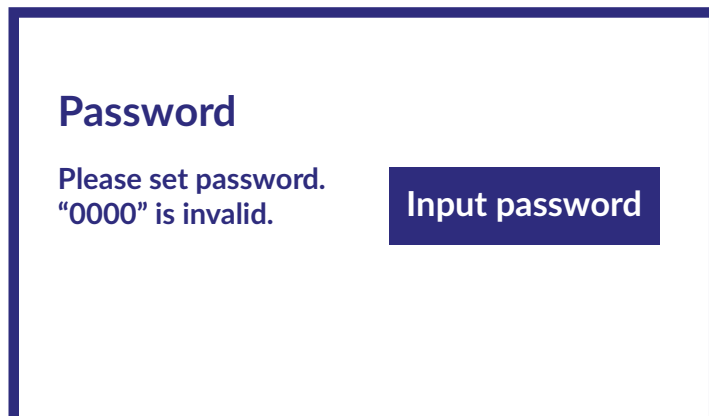 Password
Please set password.
“0000” is invalid.
Input password